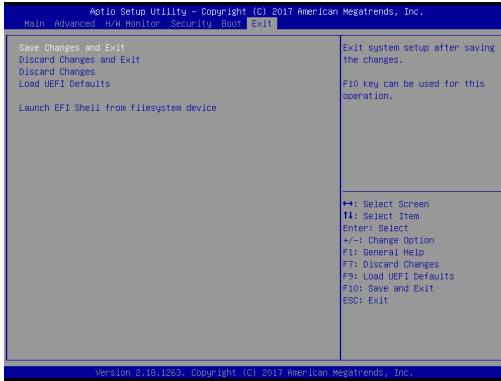 Aptio Setup Utility – Copyright (C) 2017 American Megatrends, Inc.
Main Advanced H/W Monitor Security Boot Exit
Save Changes and Exit
Discard Changes and Exit
Discard Changes
Load UEFI Defaults
Launch EFI Shell from filesystem device
Exit system setup after saving
the changes.
F10 key can be used for this
operation.
↔: Select Screen
↑↓: Select Item
Enter: Select
+/-: Change Option
F1: General Help
F7: Discard Changes
F9: Load UEFI Defaults
F10: Save and Exit
ESC: Exit
Version 2.18.1263. Copyright (C) 2017 American Megatrends, Inc.